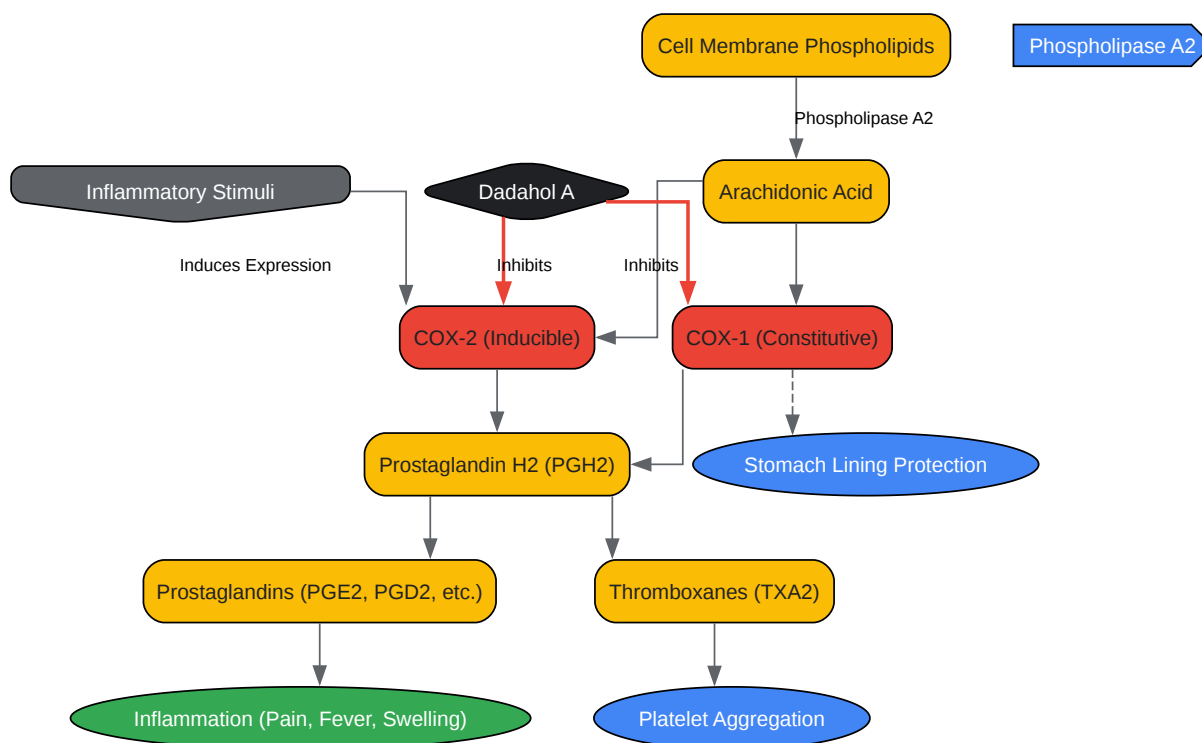 Cell Membrane Phospholipids
Phospholipase A2
Phospholipase A2
Inflammatory Stimuli
Dadahol A
Arachidonic Acid
Induces Expression
Inhibits
Inhibits
COX-2 (Inducible)
COX-1 (Constitutive)
Prostaglandin H2 (PGH2)
Stomach Lining Protection
Prostaglandins (PGE2, PGD2, etc.)
Thromboxanes (TXA2)
Inflammation (Pain, Fever, Swelling)
Platelet Aggregation